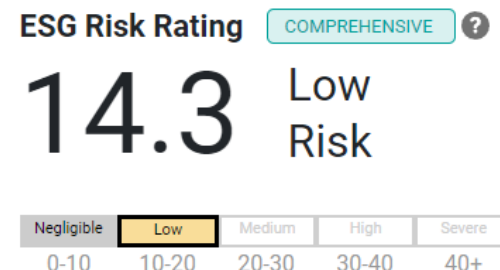 ESG Risk Rating COMPREHENSIVE ?
14.3 Low
Risk
Negligible Low Medium High Severe
0-10 10-20 20-30 30-40 40+